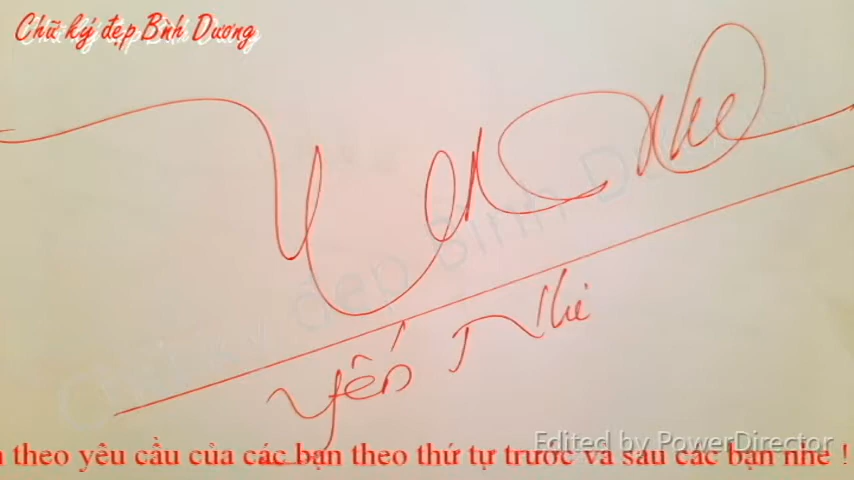 Chữ ký đẹp Bình Dương
Yến Nhi
Edited by PowerDirector
theo yêu cầu của các bạn theo thứ tự trước và sau các bạn nhe !